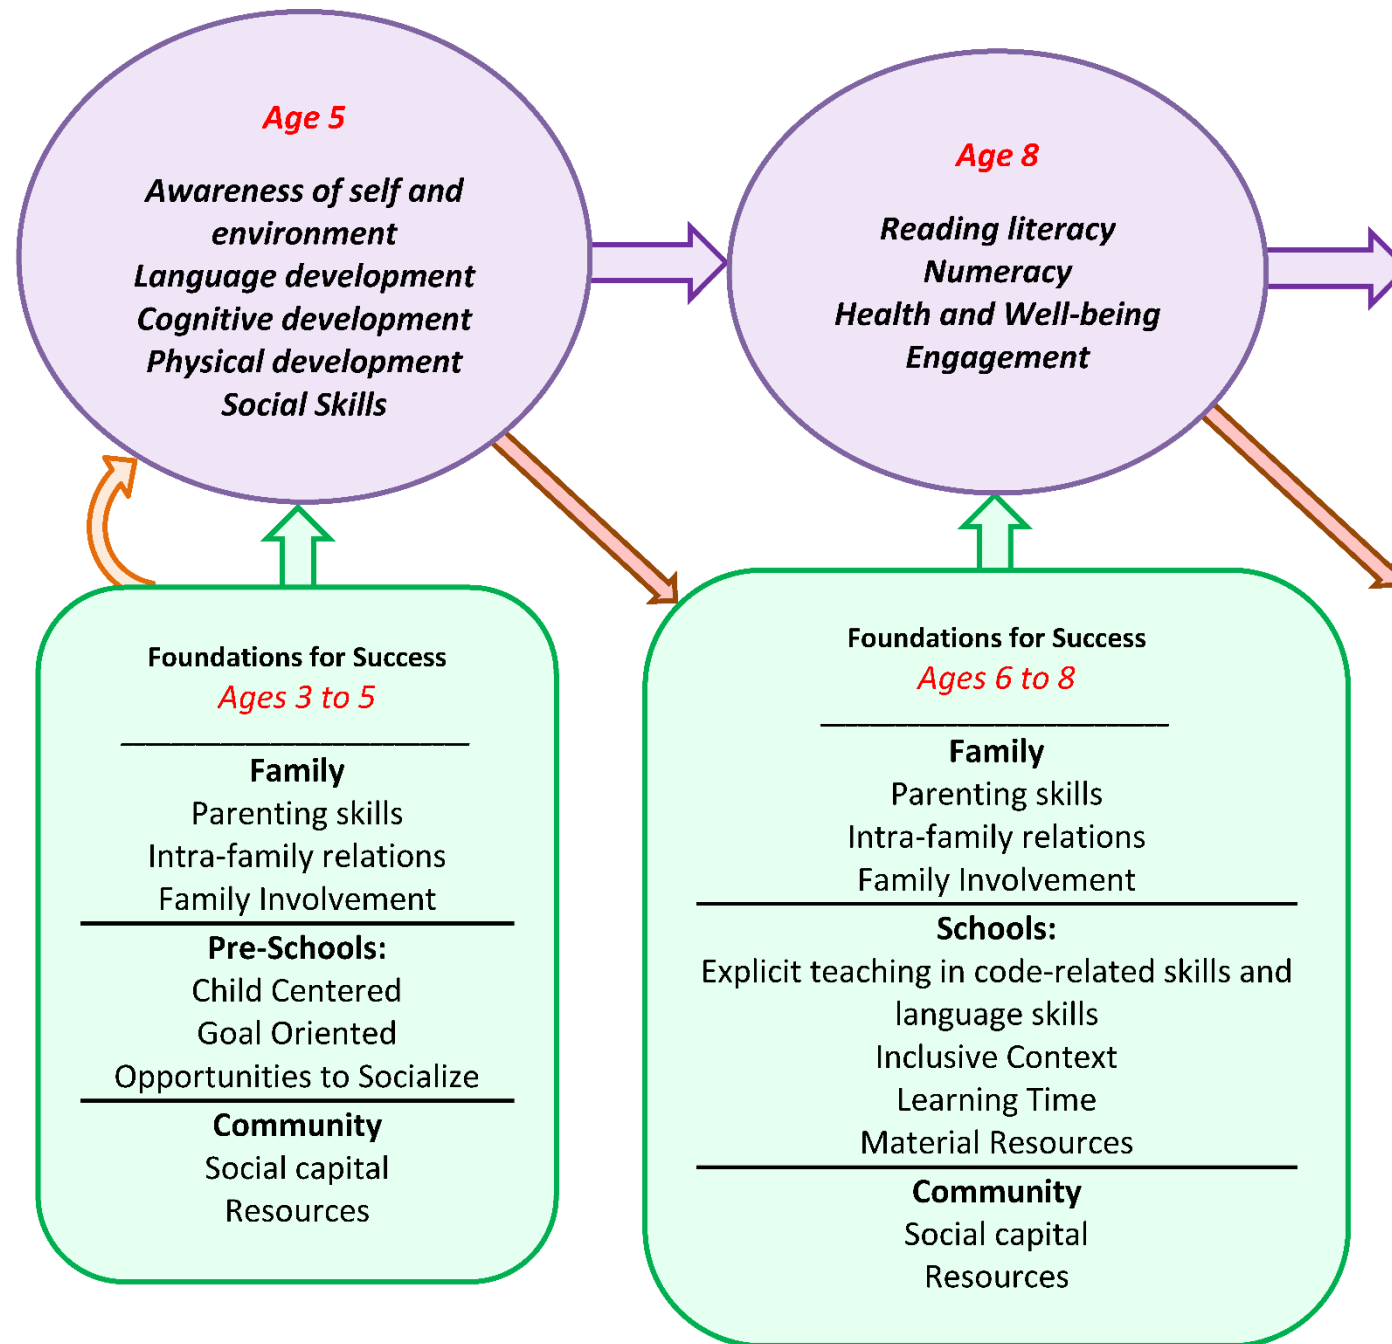 Age 5
Awareness of self and
environment
Language development
Cognitive development
Physical development
Social Skills
Age 8
Reading literacy
Numeracy
Health and Well-being
Engagement
Foundations for Success
Ages 3 to 5
Family
Parenting skills
Intra-family relations
Family Involvement
Pre-Schools:
Child Centered
Goal Oriented
Opportunities to Socialize
Community
Social capital
Resources
Foundations for Success
Ages 6 to 8
Family
Parenting skills
Intra-family relations
Family Involvement
Schools:
Explicit teaching in code-related skills and
language skills
Inclusive Context
Learning Time
Material Resources
Community
Social capital
Resources